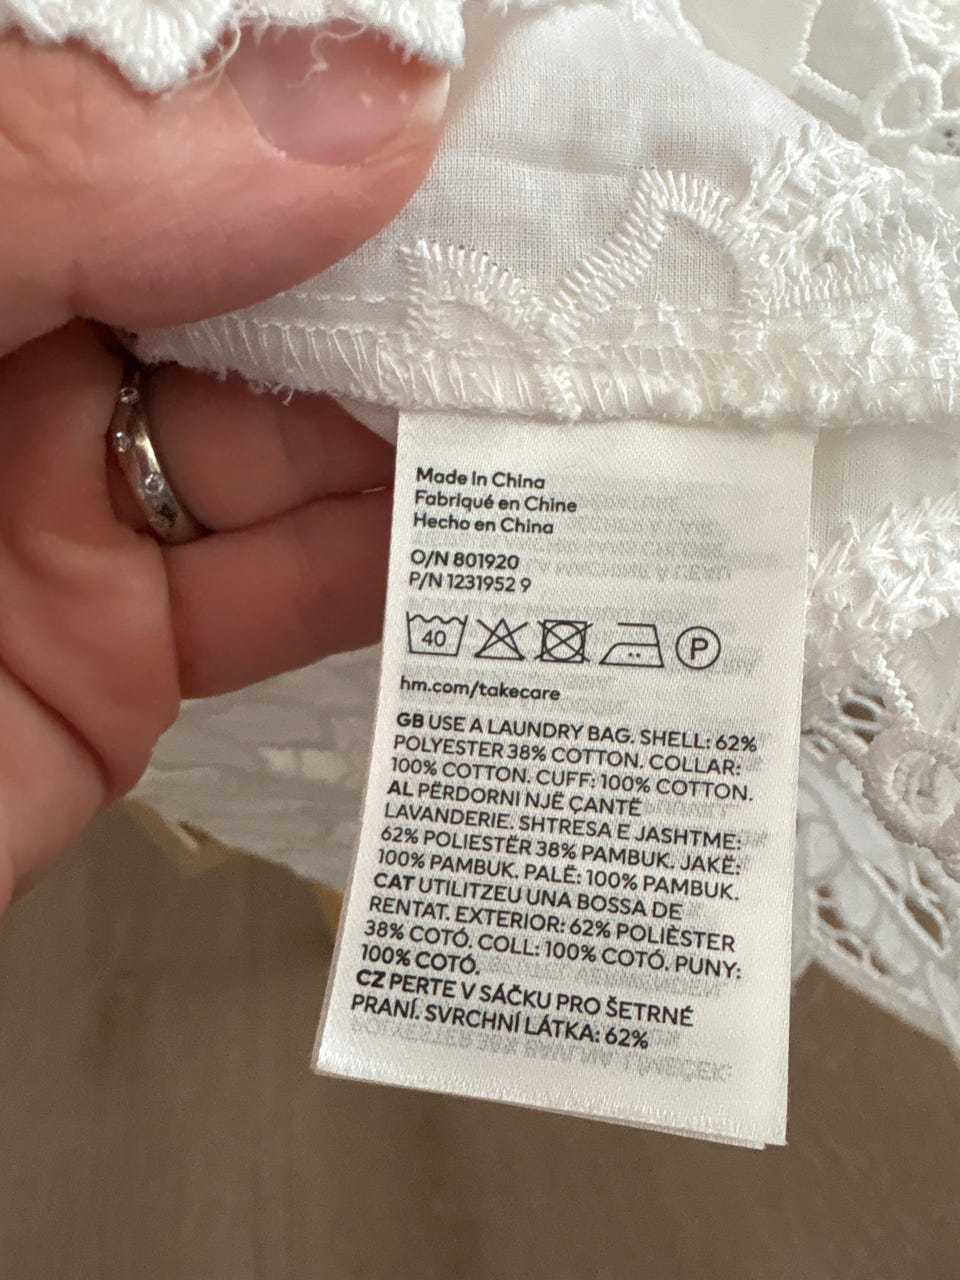 Made in China
Fabriqué en Chine
Hecho en China
O/N 801920
P/N 1231952 9
40 P
hm.com/takecare
GB USE A LAUNDRY BAG. SHELL: 62%
POLYESTER 38% COTTON. COLLAR:
100% COTTON. CUFF: 100% COTTON.
AL PËRDORNI NJË ÇANTË
LAVANDERIE. SHTRESA E JASHTME:
62% POLIESTËR 38% PAMBUK. JAKË:
100% PAMBUK. PALË: 100% PAMBUK.
CAT UTILITZEU UNA BOSSA DE
RENTAT. EXTERIOR: 62% POLIÈSTER
38% COTÓ. COLL: 100% COTÓ. PUNY:
100% COTÓ.
CZ PERTE V SÁČKU PRO ŠETRNÉ
PRANÍ. SVRCHNÍ LÁTKA: 62%